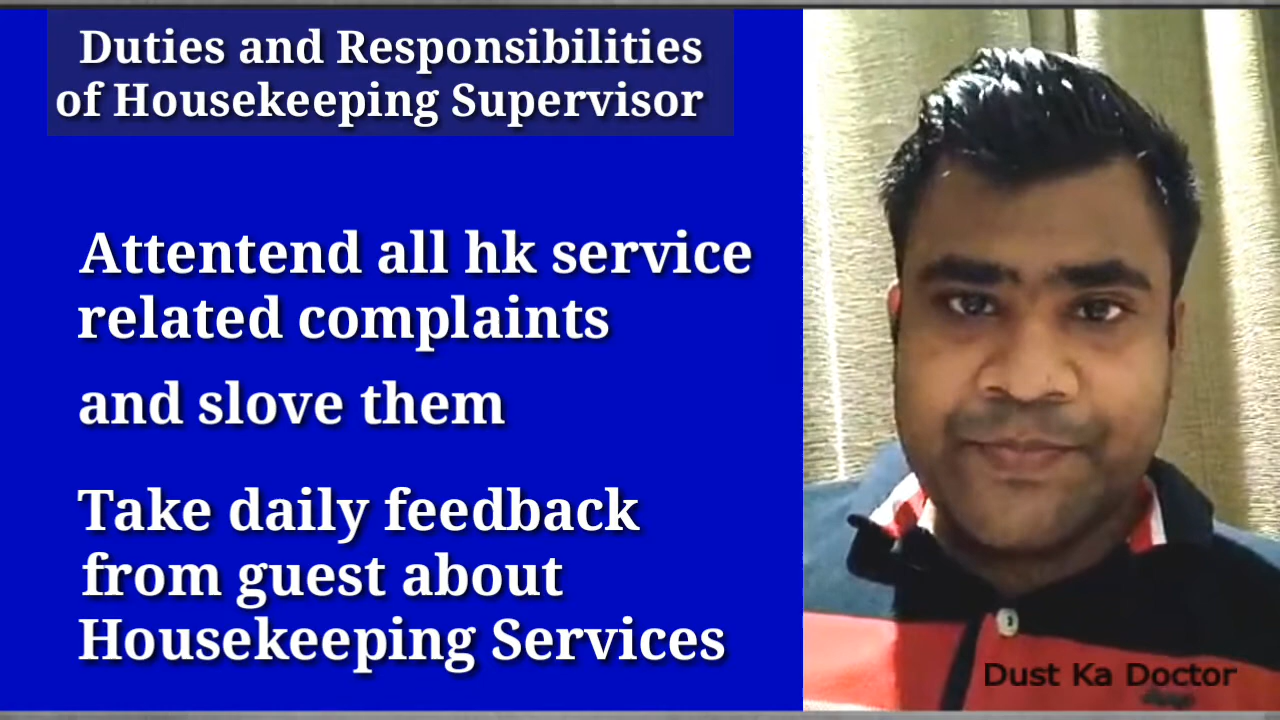 Duties and Responsibilities
of Housekeeping Supervisor
Attentend all hk service
related complaints
and slove them
Take daily feedback
from guest about
Housekeeping Services
Dust Ka Doctor